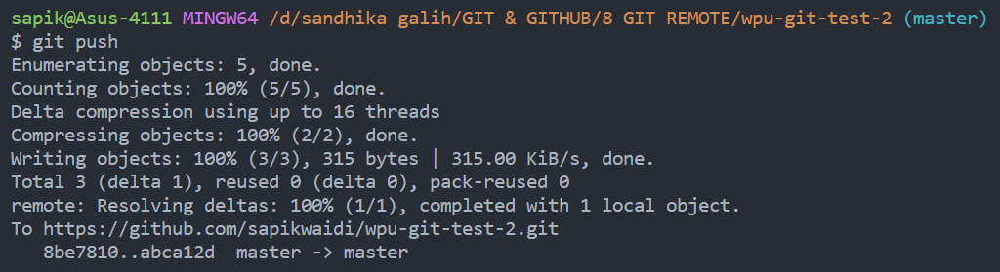 sapik@Asus-4111 MINGW64 /d/sandhika galih/GIT & GITHUB/8 GIT REMOTE/wpu-git-test-2 (master)
$ git push
Enumerating objects: 5, done.
Counting objects: 100% (5/5), done.
Delta compression using up to 16 threads
Compressing objects: 100% (2/2), done.
Writing objects: 100% (3/3), 315 bytes | 315.00 KiB/s, done.
Total 3 (delta 1), reused 0 (delta 0), pack-reused 0
remote: Resolving deltas: 100% (1/1), completed with 1 local object.
To https://github.com/sapikwaidi/wpu-git-test-2.git
   8be7810..abca12d  master -> master